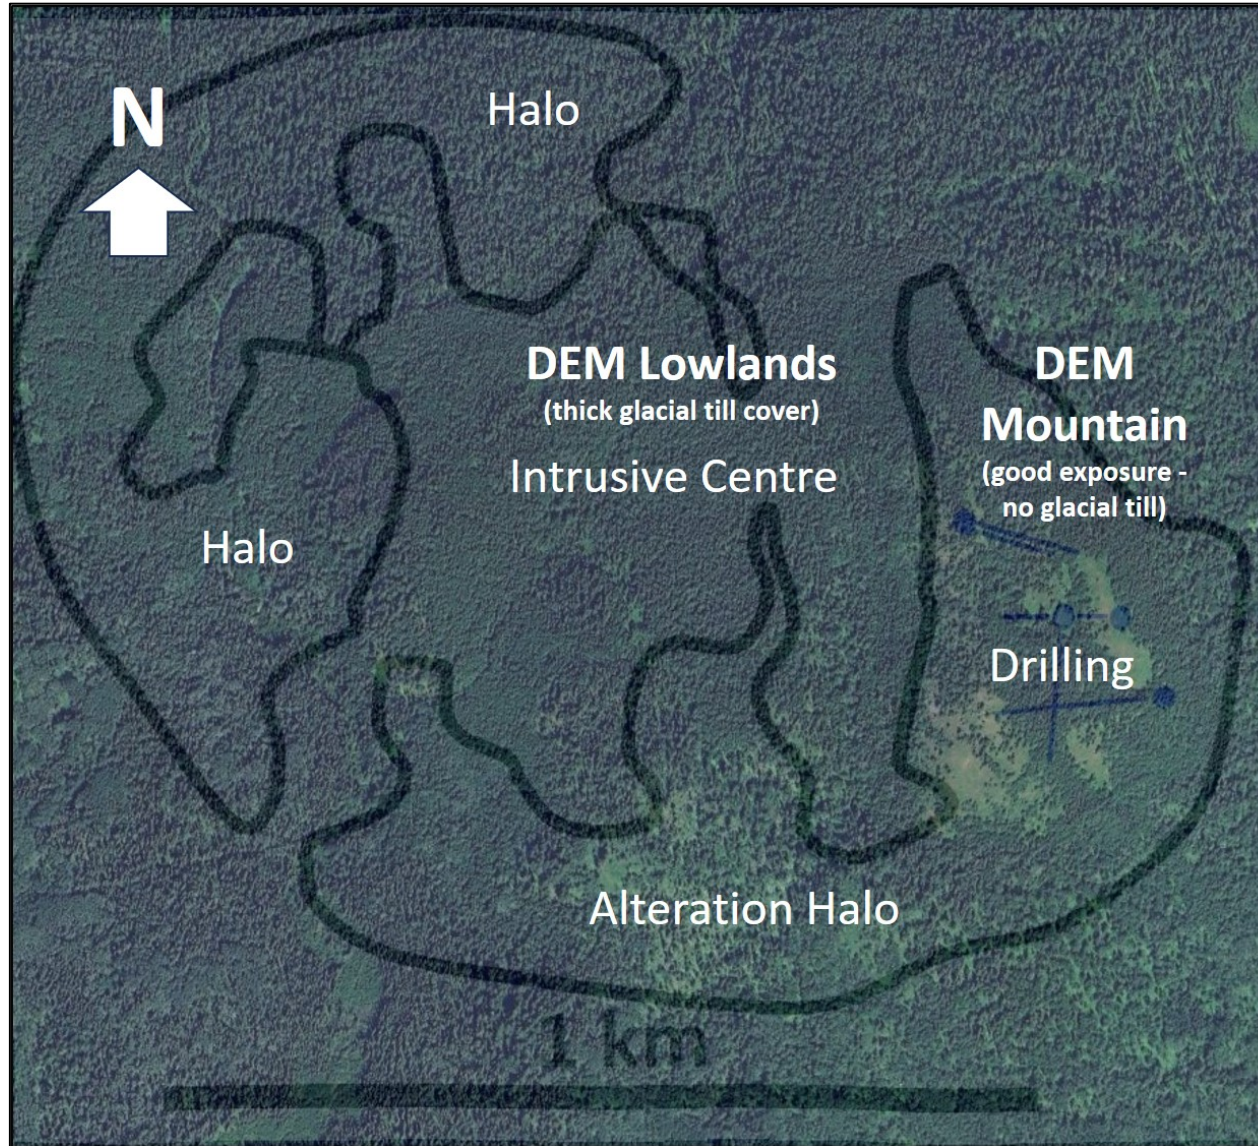 N
Halo
DEM Lowlands
(thick glacial till cover)
Intrusive Centre
DEM
Mountain
(good exposure -
no glacial till)
Halo
Drilling
Alteration Halo
1 km